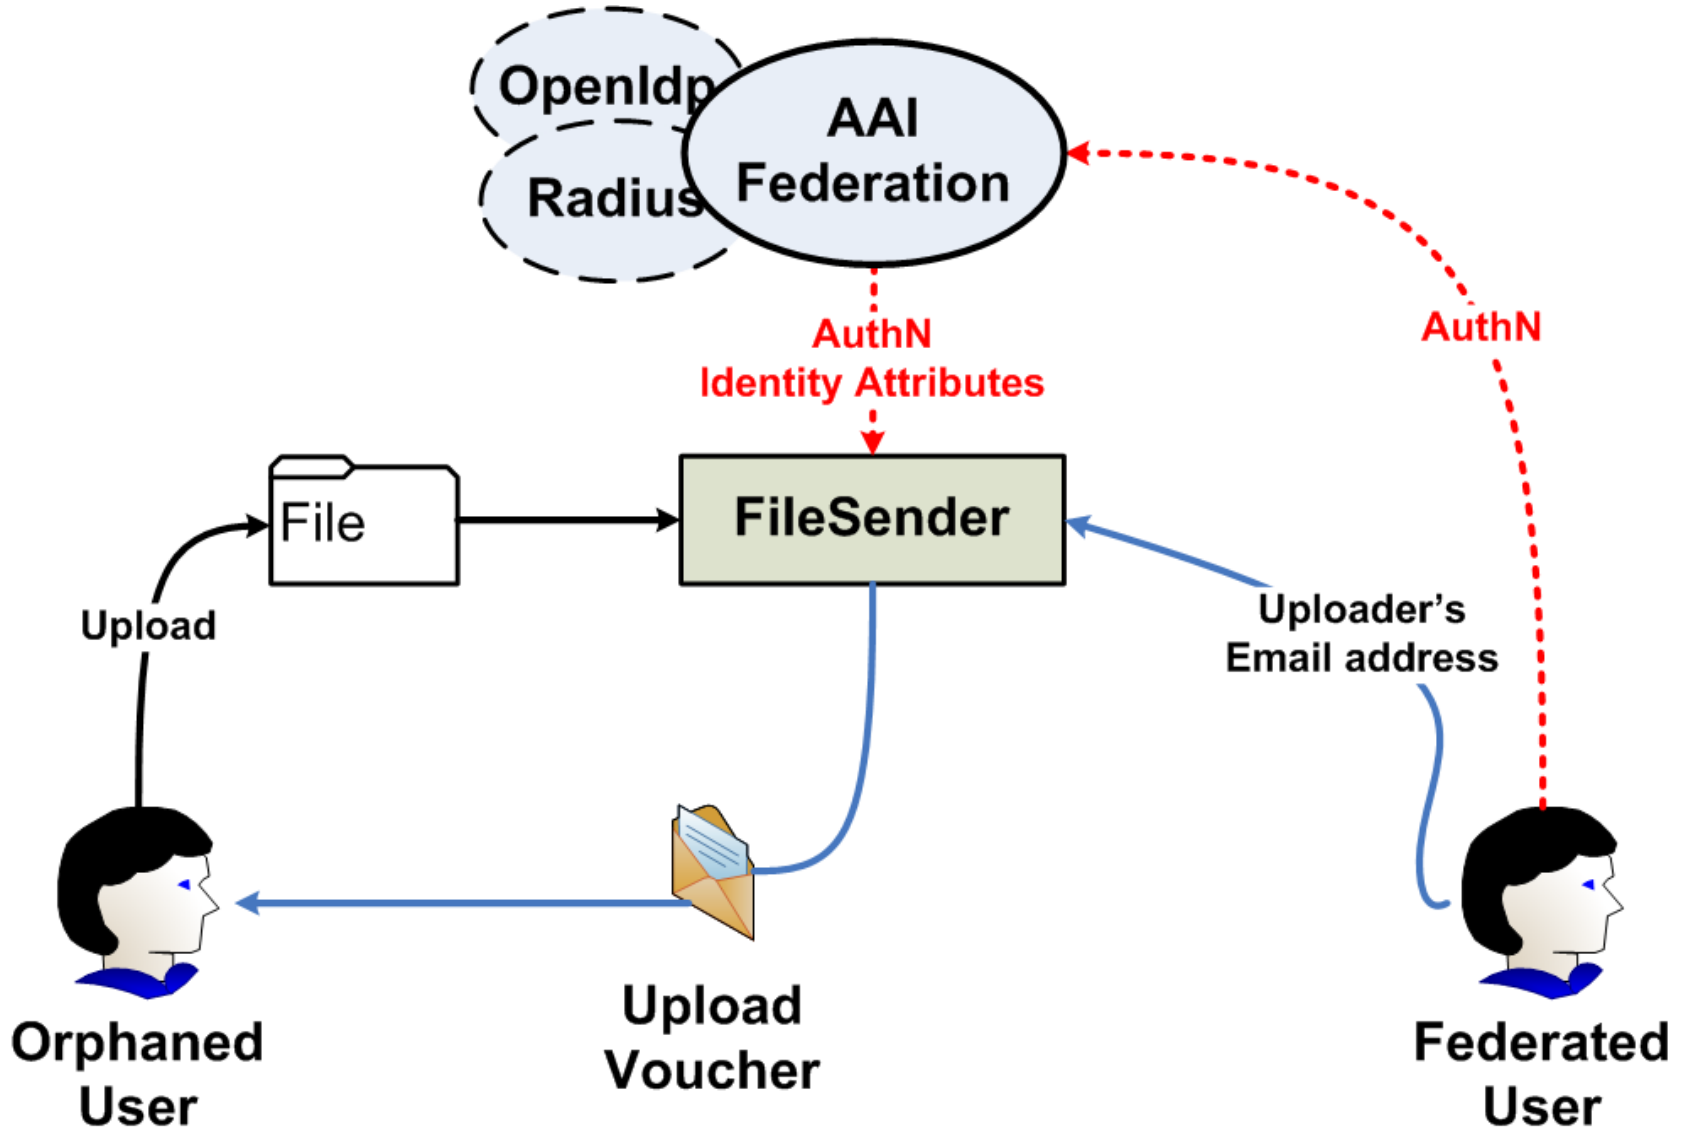 OpenIdp
AAI
Federation
Radius
AuthN
AuthN
Identity Attributes
File
FileSender
Upload
Uploader’s
Email address
Upload
Voucher
Orphaned
User
Federated
User